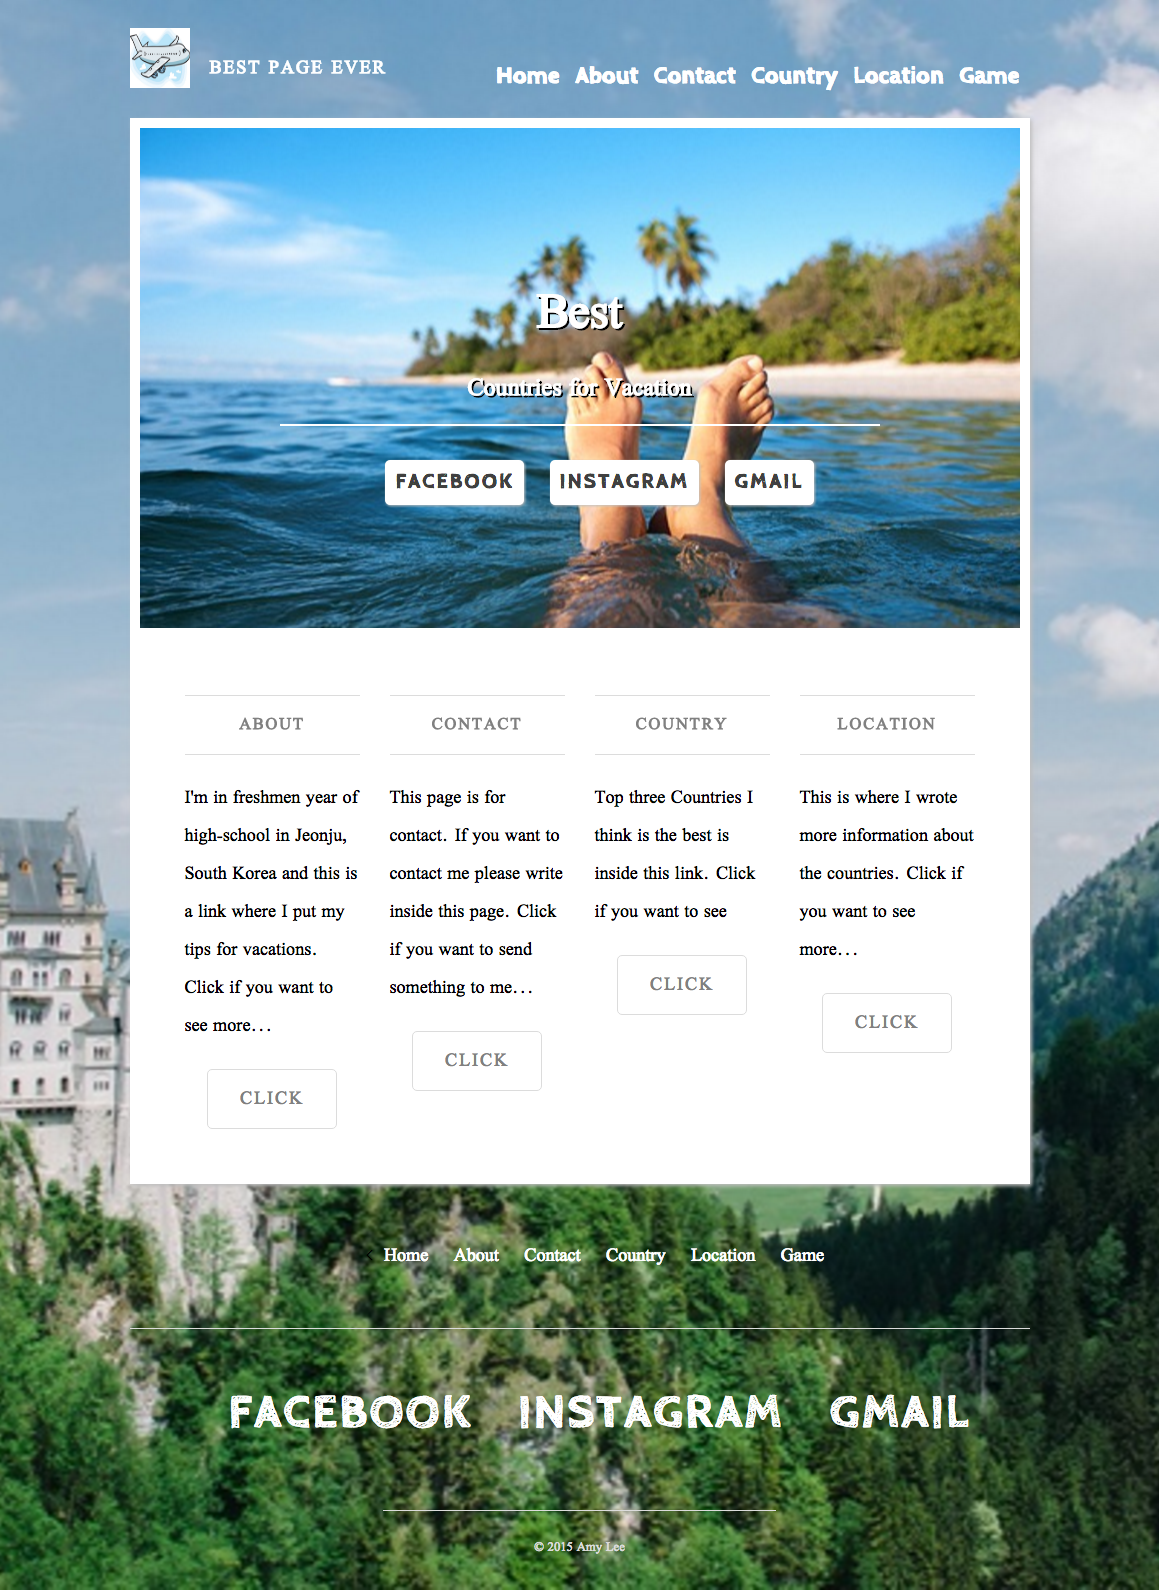 BEST PAGE EVER
Home About Contact Country Location Game
Best
Countries for Vacation
FACEBOOK INSTAGRAM GMAIL
ABOUT
I'm in freshmen year of
high-school in Jeonju,
South Korea and this is
a link where I put my
tips for vacations.
Click if you want to
see more...
CLICK
CONTACT
This page is for
contact. If you want to
contact me please write
inside this page. Click
if you want to send
something to me...
CLICK
COUNTRY
Top three Countries I
think is the best is
inside this link. Click
if you want to see
CLICK
LOCATION
This is where I wrote
more information about
the countries. Click if
you want to see
more...
CLICK
Home About Contact Country Location Game
FACEBOOK INSTAGRAM GMAIL
© 2015 Amy Lee